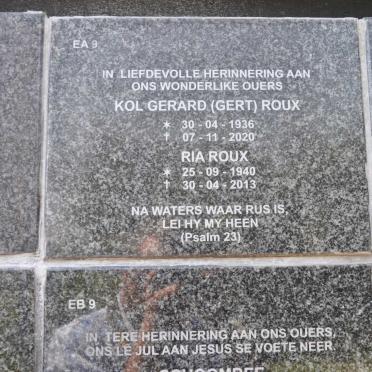 EA 9
IN LIEFDEVOLLE HERINNERING AAN
ONS WONDERLIKE OUERS
KOL GERARD (GERT) ROUX
✶ 30 - 04 - 1936
† 07 - 11 - 2020
RIA ROUX
✶ 25 - 09 - 1940
† 30 - 04 - 2013
NA WATERS WAAR RUS IS,
LEI HY MY HEEN
(Psalm 23)
EB 9
IN TERE HERINNERING AAN ONS OUERS,
ONS LE JUL AAN JESUS SE VOETE NEER